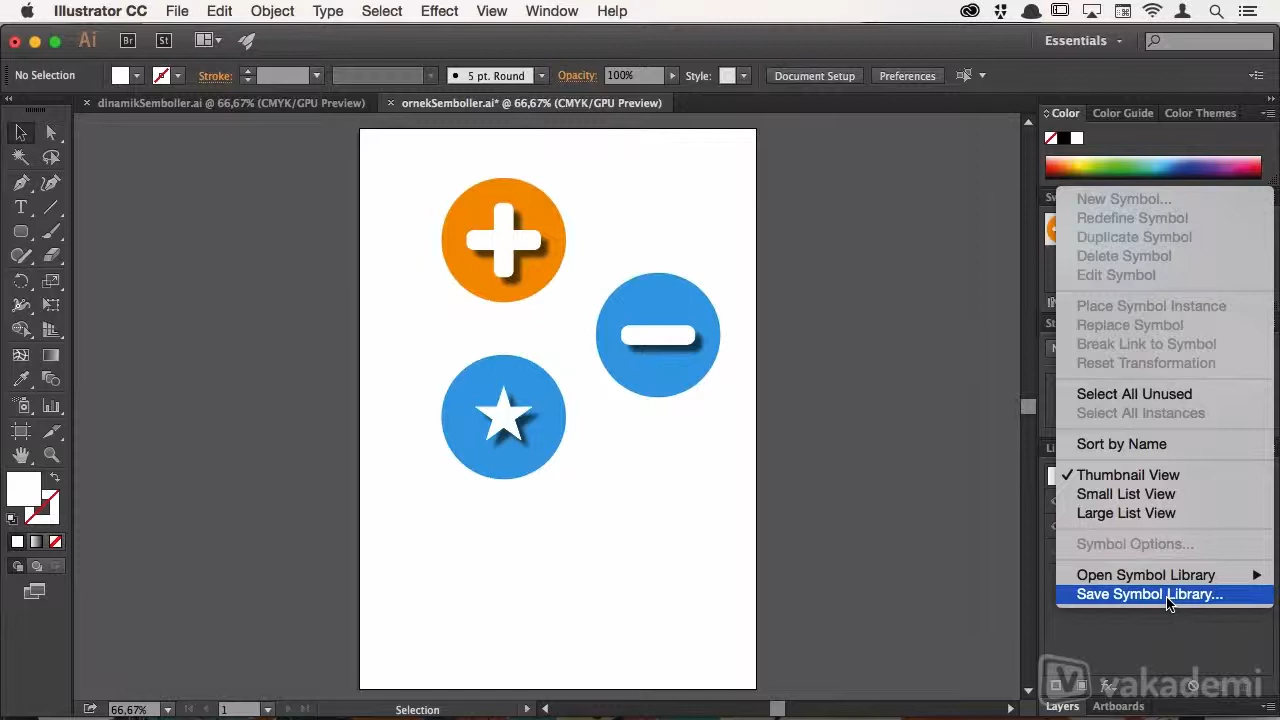 Illustrator CC File Edit Object Type Select Effect View Window Help
Ai Br St Essentials
No Selection Stroke: 5 pt. Round Opacity: 100% Style: Document Setup Preferences
× dinamikSemboller.ai @ 66,67% (CMYK/GPU Preview) × ornekSemboller.ai* @ 66,67% (CMYK/GPU Preview)
Color Color Guide Color Themes
New Symbol...
Redefine Symbol
Duplicate Symbol
Delete Symbol
Edit Symbol
Place Symbol Instance
Replace Symbol
Break Link to Symbol
Reset Transformation
Select All Unused
Select All Instances
Sort by Name
✓ Thumbnail View
Small List View
Large List View
Symbol Options...
Open Symbol Library
Save Symbol Library...
vakademi
66,67% 1 Selection
Layers Artboards